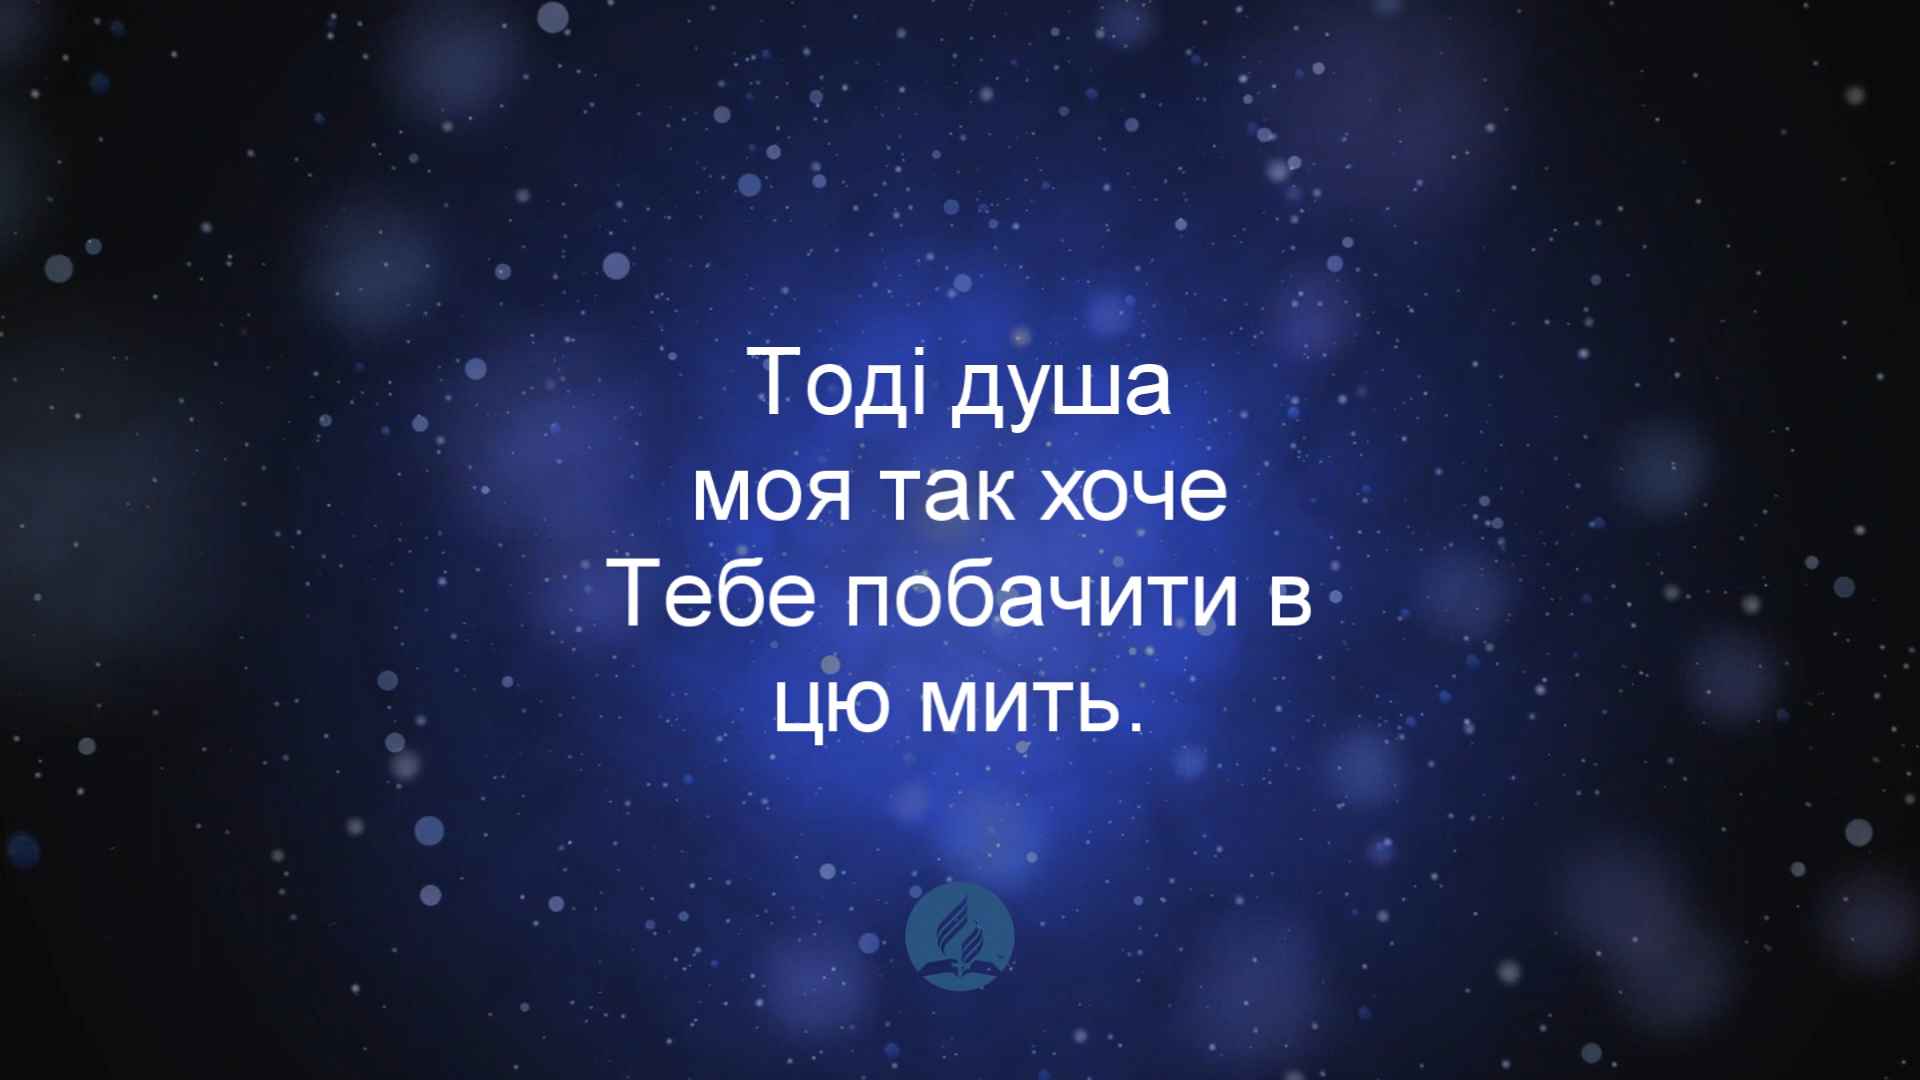 Тоді душа
моя так хоче
Тебе побачити в
цю мить.